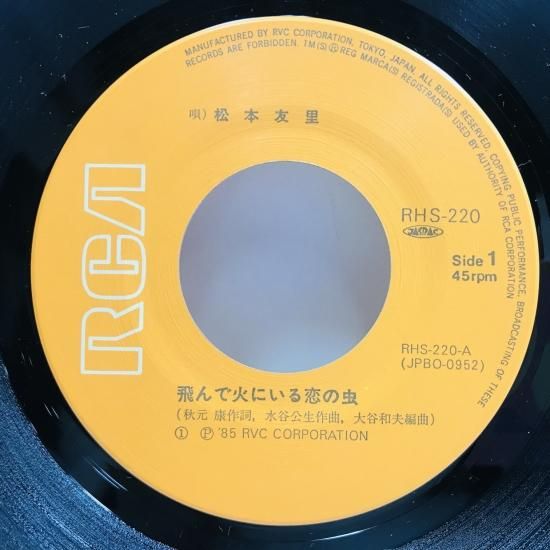 MANUFACTURED BY RVC CORPORATION, TOKYO, JAPAN. ALL RIGHTS RESERVED. COPYING PUBLIC PERFORMANCE, BROADCASTING OF THESE
RECORDS ARE FORBIDDEN. TM(S)® REG MARCA(S) REGISTRADA(S) USED BY AUTHORITY OF RCA CORPORATION
唄) 松本友里
RCA
RHS-220
JASRAC
Side 1
45rpm
RHS-220-A
(JPBO-0952)
飛んで火にいる恋の虫
(秋元 康作詞, 水谷公生作曲, 大谷和夫編曲)
① Ⓟ '85 RVC CORPORATION